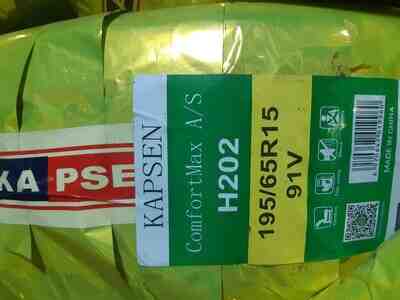 KAPSEN
ComfortMax A/S
H202
195/65R15
91V
MADE IN CHINA
KAPSE